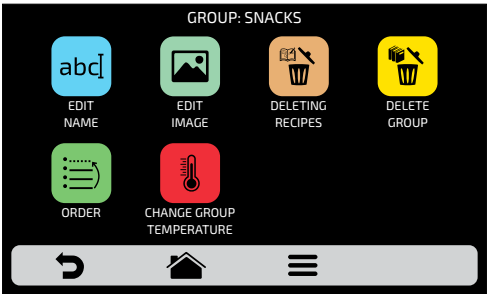 GROUP: SNACKS
abc
EDIT
NAME
EDIT
IMAGE
DELETING
RECIPES
DELETE
GROUP
ORDER
CHANGE GROUP
TEMPERATURE